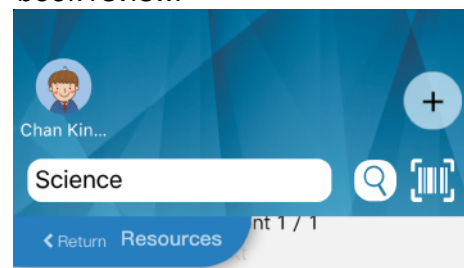 Chan Kin...
+
Science
Return Resources
nt 1 / 1